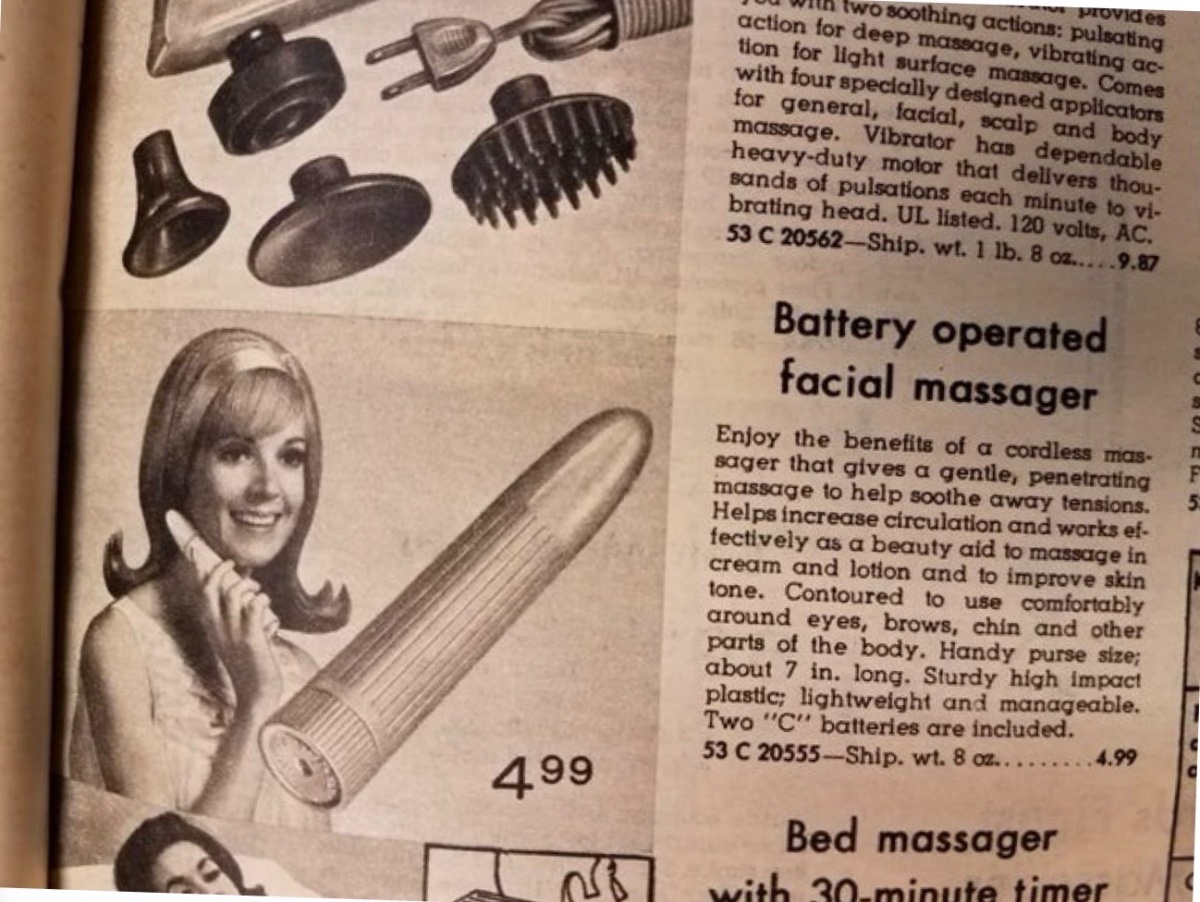 provides
you with two soothing actions: pulsating
action for deep massage, vibrating ac-
tion for light surface massage. Comes
with four specially designed applicators
for general, facial, scalp and body
massage. Vibrator has dependable
heavy-duty motor that delivers thou-
sands of pulsations each minute to vi-
brating head. UL listed. 120 volts, AC.
53 C 20562—Ship. wt. 1 lb. 8 oz.....9.87
Battery operated
facial massager
Enjoy the benefits of a cordless mas-
sager that gives a gentle, penetrating
massage to help soothe away tensions.
Helps increase circulation and works ef-
fectively as a beauty aid to massage in
cream and lotion and to improve skin
tone. Contoured to use comfortably
around eyes, brows, chin and other
parts of the body. Handy purse size;
about 7 in. long. Sturdy high impact
plastic; lightweight and manageable.
Two "C" batteries are included.
53 C 20555—Ship. wt. 8 oz..........4.99
4.99
Bed massager
with 30-minute timer